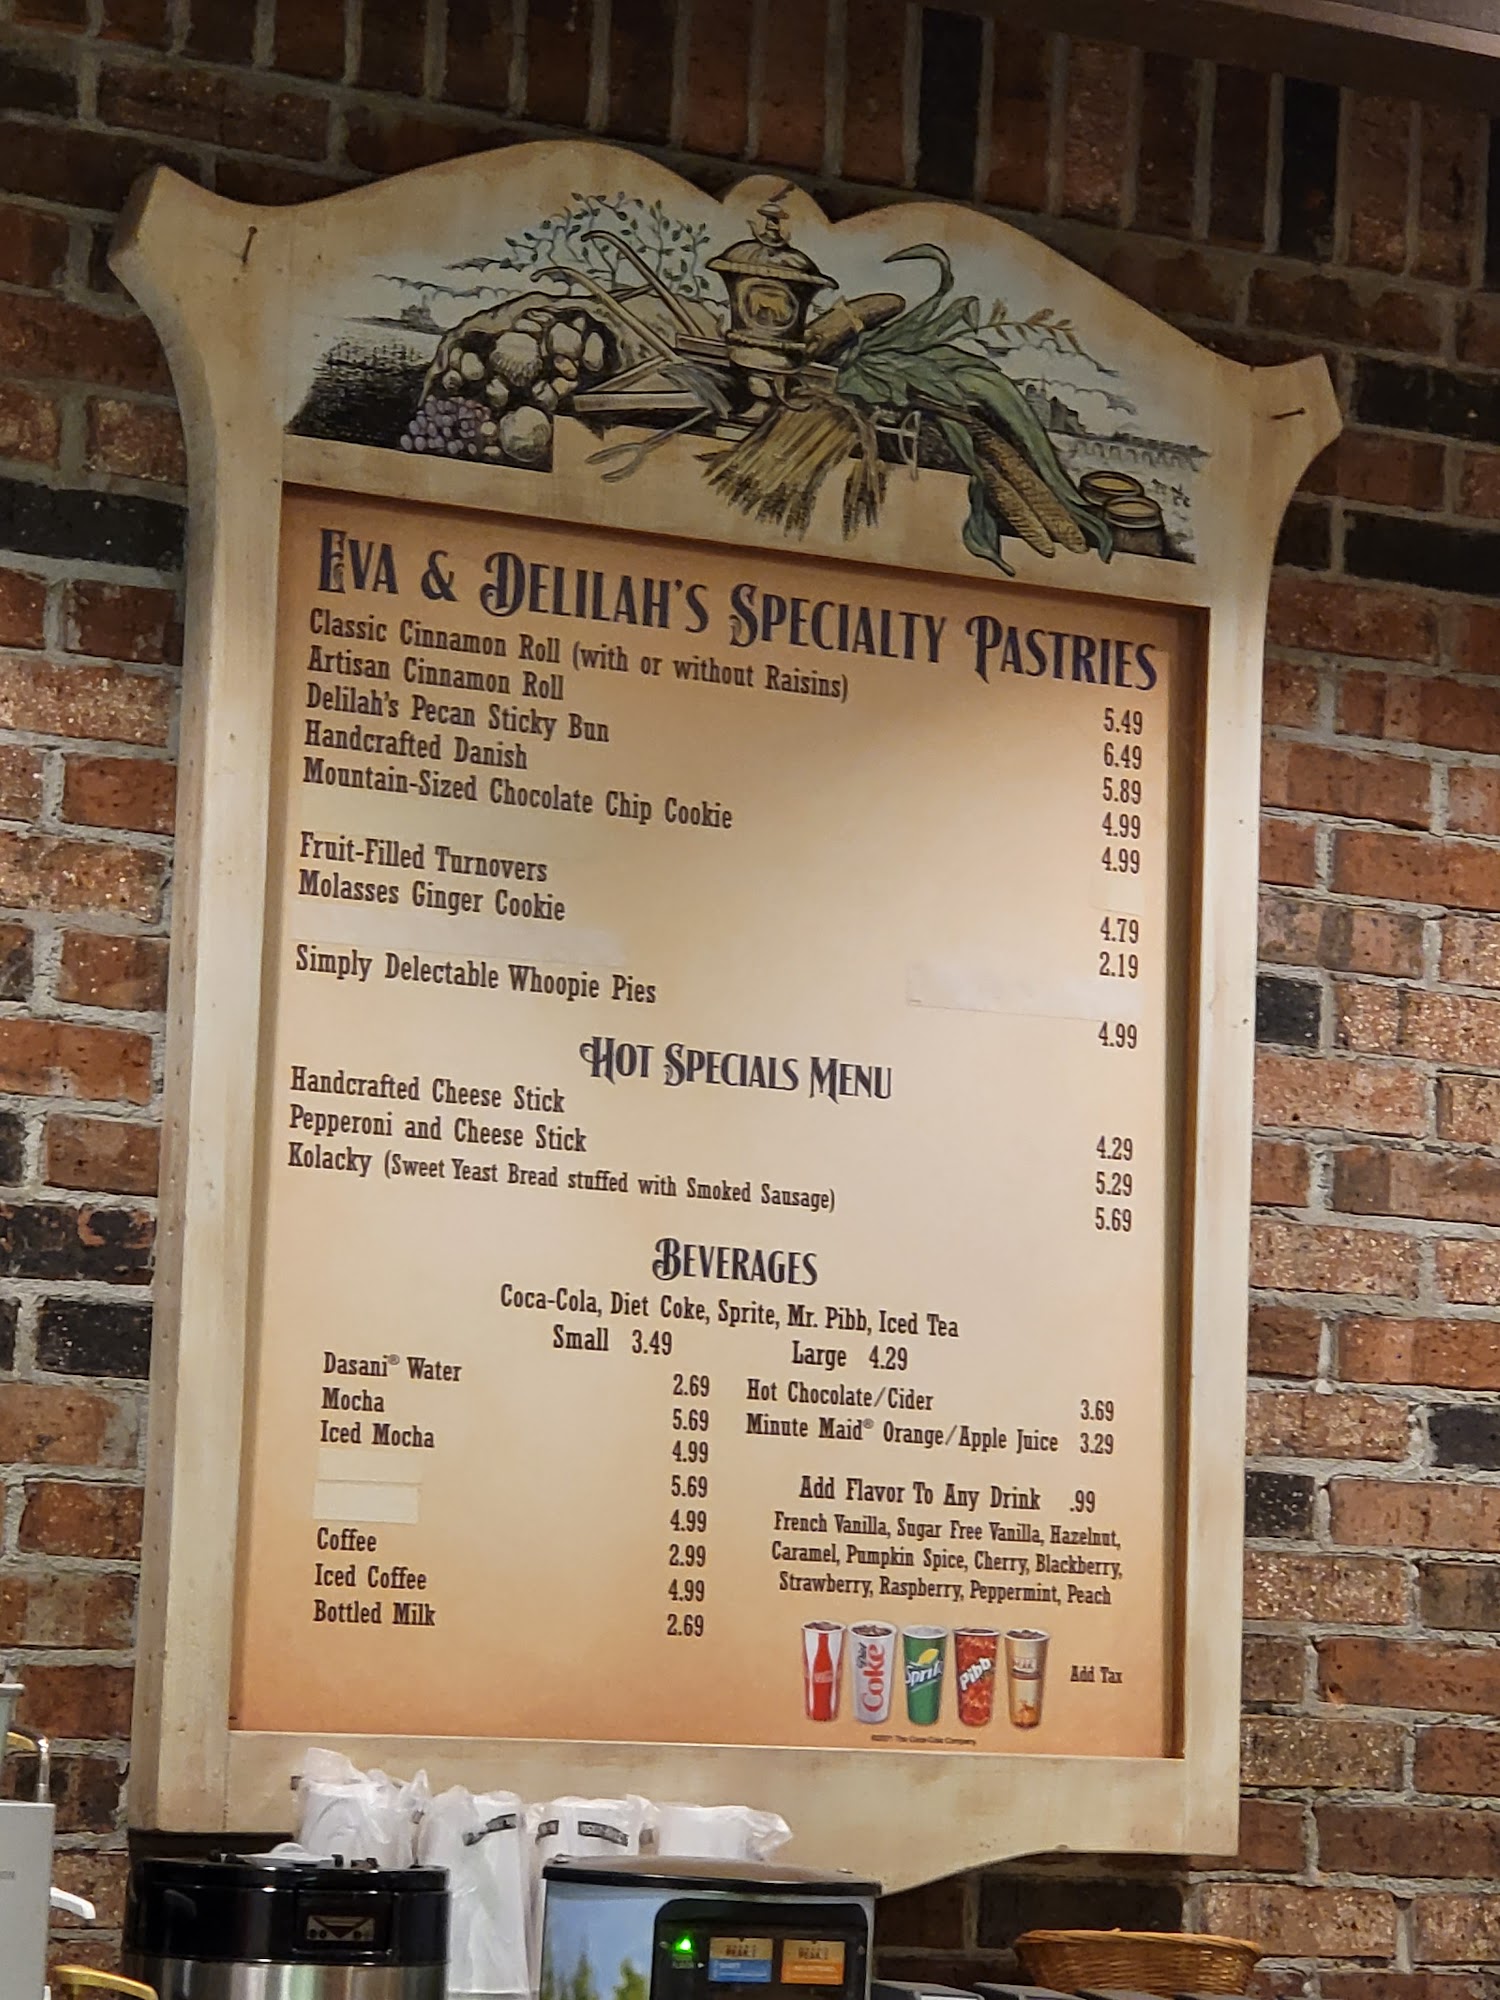 EVA & DELILAH'S SPECIALTY PASTRIES
Classic Cinnamon Roll (with or without Raisins) 5.49
Artisan Cinnamon Roll 6.49
Delilah's Pecan Sticky Bun 5.89
Handcrafted Danish 4.99
Mountain-Sized Chocolate Chip Cookie 4.99
Fruit-Filled Turnovers 4.79
Molasses Ginger Cookie 2.19
Simply Delectable Whoopie Pies 4.99
HOT SPECIALS MENU
Handcrafted Cheese Stick 4.29
Pepperoni and Cheese Stick 5.29
Kolacky (Sweet Yeast Bread stuffed with Smoked Sausage) 5.69
BEVERAGES
Coca-Cola, Diet Coke, Sprite, Mr. Pibb, Iced Tea
Small 3.49 Large 4.29
Dasani® Water 2.69
Mocha 5.69
Iced Mocha 4.99
5.69
4.99
Coffee 2.99
Iced Coffee 4.99
Bottled Milk 2.69
Hot Chocolate/Cider 3.69
Minute Maid® Orange/Apple Juice 3.29
Add Flavor To Any Drink .99
French Vanilla, Sugar Free Vanilla, Hazelnut,
Caramel, Pumpkin Spice, Cherry, Blackberry,
Strawberry, Raspberry, Peppermint, Peach
Diet Coke
Sprite
Pibb
Add Tax
©2021 The Coca-Cola Company